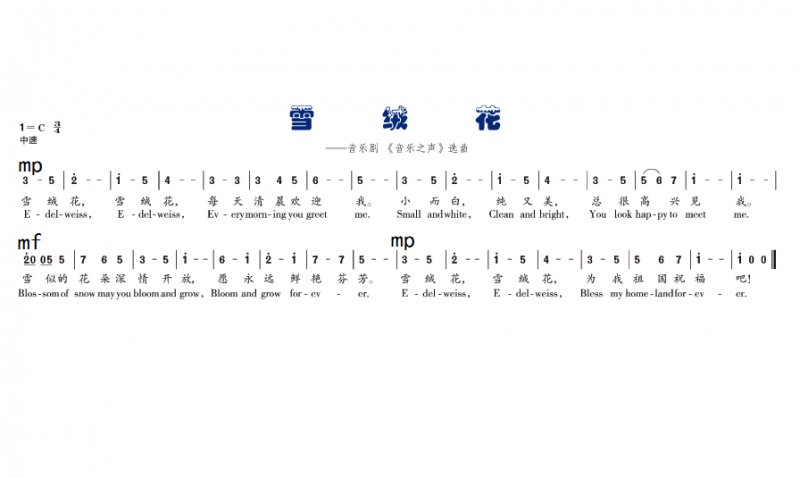 雪 绒 花
1=C 3/4
中速
——音乐剧《音乐之声》选曲
mp
3 - 5 | 2̇ - - | 1̇ - 5 | 4 - - | 3 - 3 | 3 4 5 | 6 - - | 5 - - | 3 - 5 | 2̇ - - | 1̇ - 5 | 4 - - | 3 - 5 | 5 6 7 | 1̇ - - | 1̇ - - |
雪 绒 花, 雪 绒 花, 每 天 清 晨 欢 迎 我。 小 而 白, 纯 又 美, 总 很 高 兴 见 我。
E-del-weiss, E-del-weiss, Every morn-ing you greet me. Small and white, Clean and bright, You look hap-py to meet me.
mf mp
2̇0 05 5 | 7 6 5 | 3 - 5 | 1̇ - - | 6 - 1̇ | 2̇ - 1̇ | 7 - 7 | 5 - - | 3 - 5 | 2̇ - - | 1̇ - 5 | 4 - - | 3 - 5 | 5 6 7 | 1̇ - - | 1̇ 0 0 ‖
雪 似的 花 朵 深 情 开 放, 愿 永 远 鲜 艳 芬 芳。 雪 绒 花, 雪 绒 花, 为 我 祖 国 祝 福 吧!
Blos-som of snow may you bloom and grow, Bloom and grow for-ev - er. E-del-weiss, E-del-weiss, Bless my home-land for-ev - er.